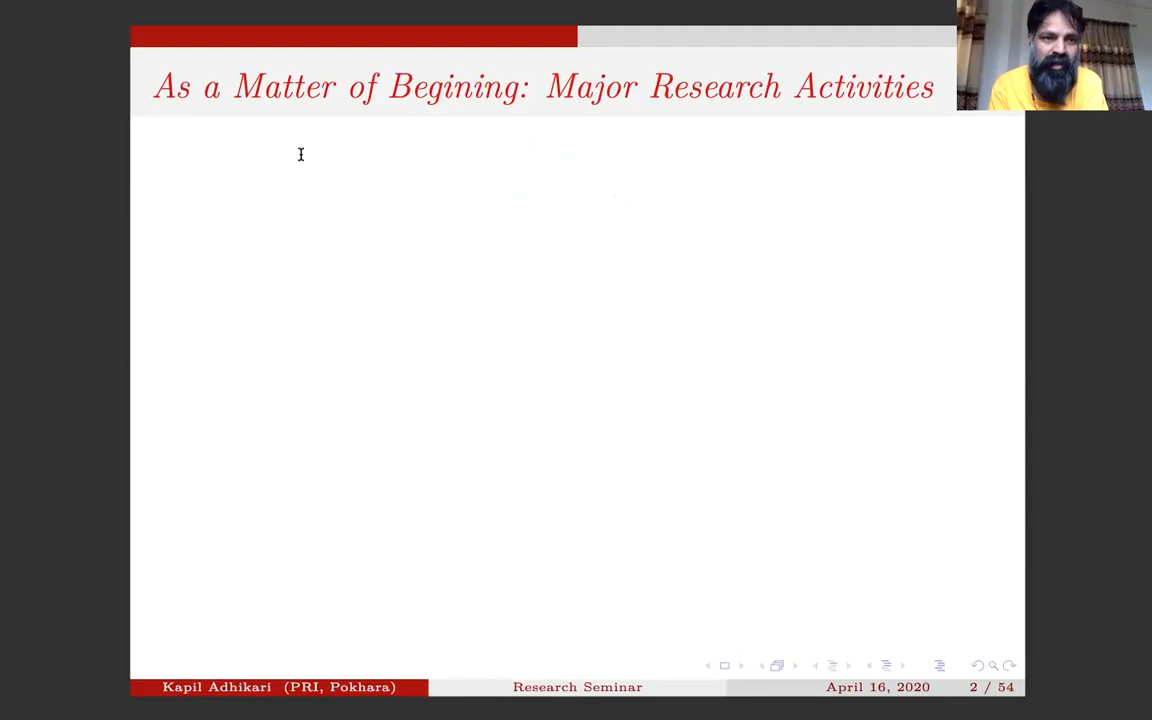 As a Matter of Begining: Major Research Activities
Kapil Adhikari (PRI, Pokhara) Research Seminar April 16, 2020 2 / 54